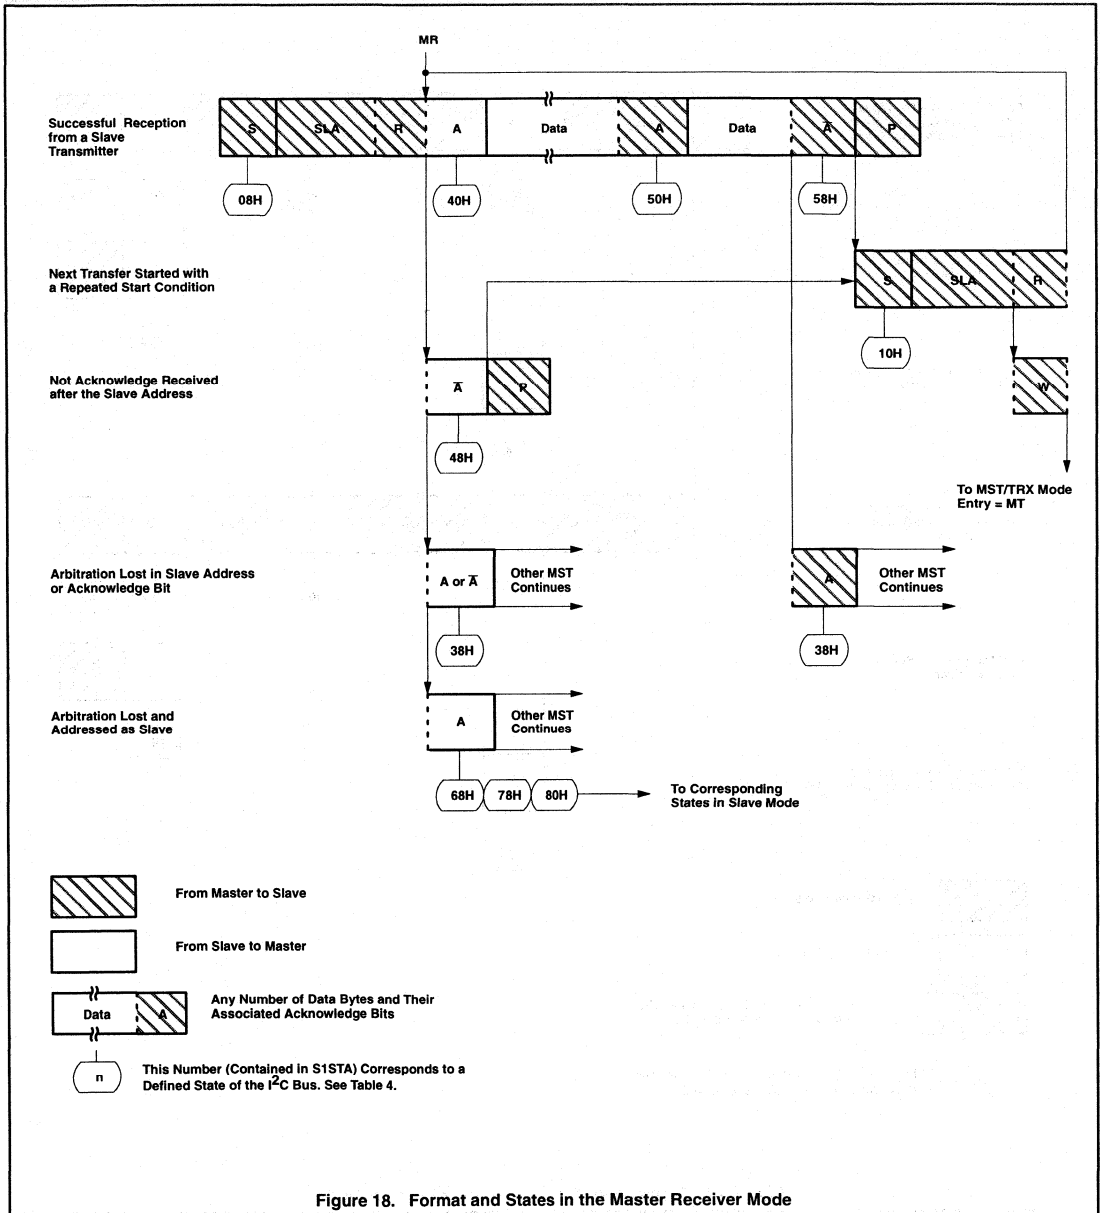 MR
Successful Reception
from a Slave
Transmitter
S SLA R A Data A Data A̅ P
08H 40H 50H 58H
Next Transfer Started with
a Repeated Start Condition
S SLA R
10H
Not Acknowledge Received
after the Slave Address
A̅ P W
48H
To MST/TRX Mode
Entry = MT
Arbitration Lost in Slave Address
or Acknowledge Bit
A or A̅
Other MST
Continues
A
Other MST
Continues
38H 38H
Arbitration Lost and
Addressed as Slave
A
Other MST
Continues
68H 78H 80H
To Corresponding
States in Slave Mode
From Master to Slave
From Slave to Master
Data A
Any Number of Data Bytes and Their
Associated Acknowledge Bits
n
This Number (Contained in S1STA) Corresponds to a
Defined State of the I²C Bus. See Table 4.
Figure 18. Format and States in the Master Receiver Mode